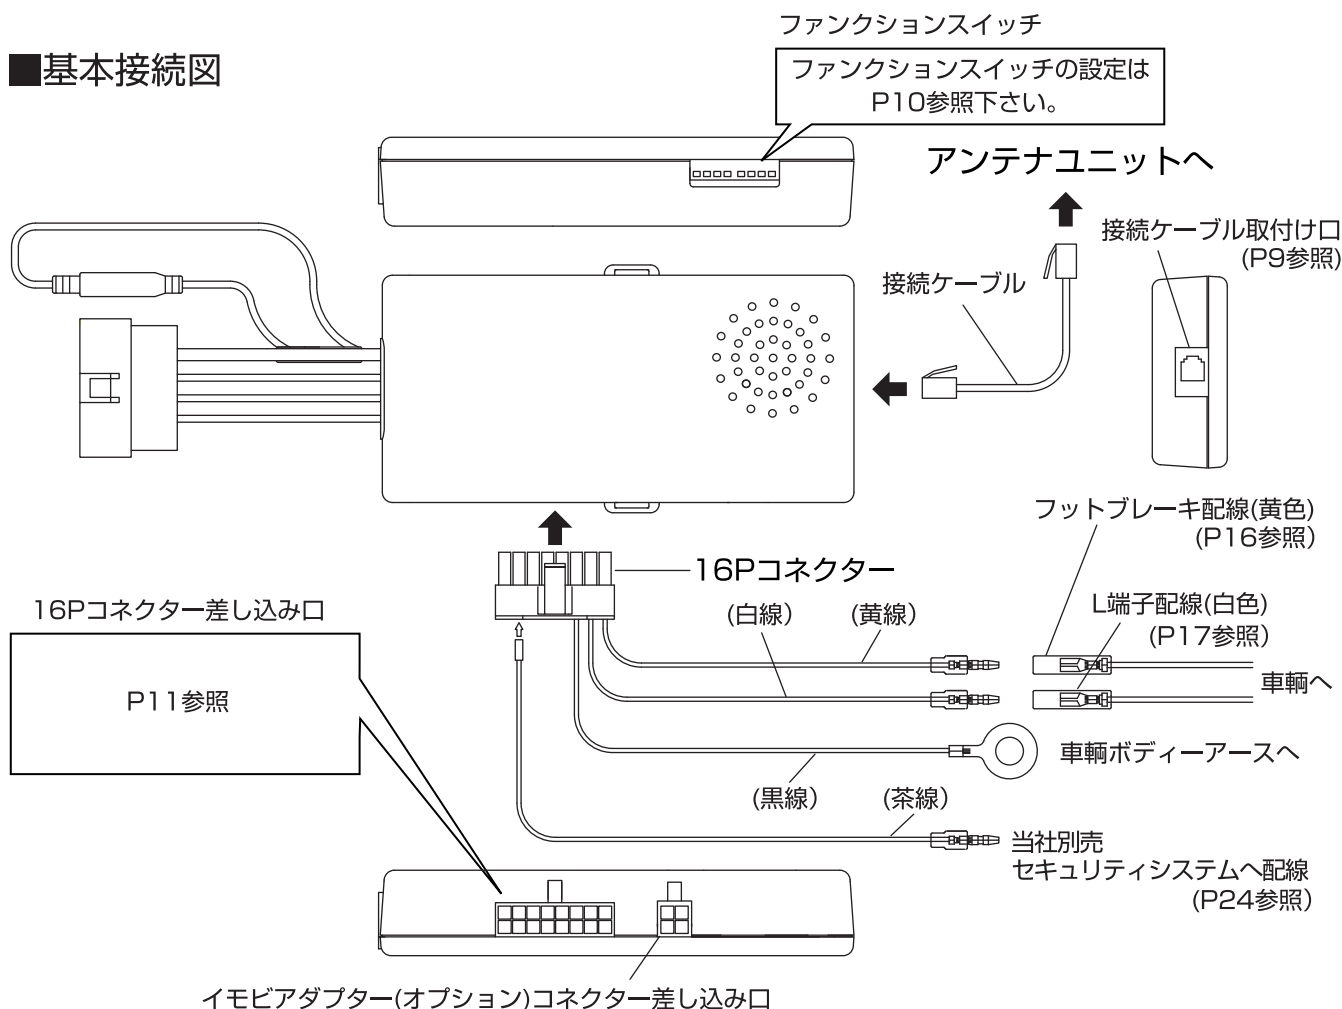 ファンクションスイッチ
■基本接続図
ファンクションスイッチの設定は
P10参照下さい。
アンテナユニットへ
接続ケーブル取付け口
(P9参照)
接続ケーブル
フットブレーキ配線(黄色)
(P16参照)
16Pコネクター
16Pコネクター差し込み口
(白線)
(黄線)
L端子配線(白色)
(P17参照)
P11参照
車輌へ
車輌ボディーアースへ
(黒線)
(茶線)
当社別売
セキュリティシステムへ配線
(P24参照)
イモビアダプター(オプション)コネクター差し込み口